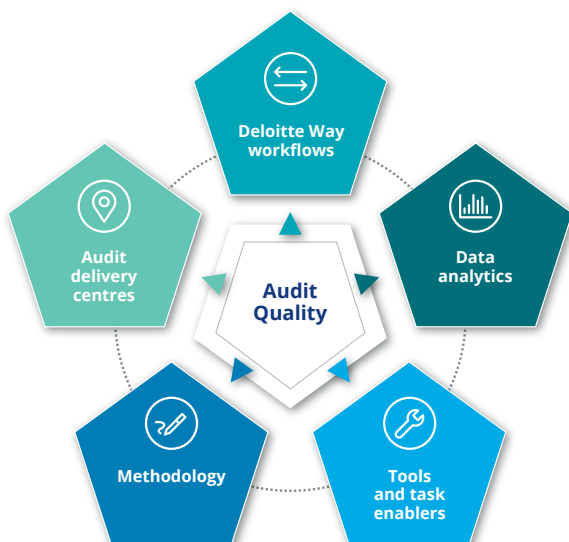 Deloitte Way
workflows
Data
analytics
Tools
and task
enablers
Methodology
Audit
delivery
centres
Audit
Quality